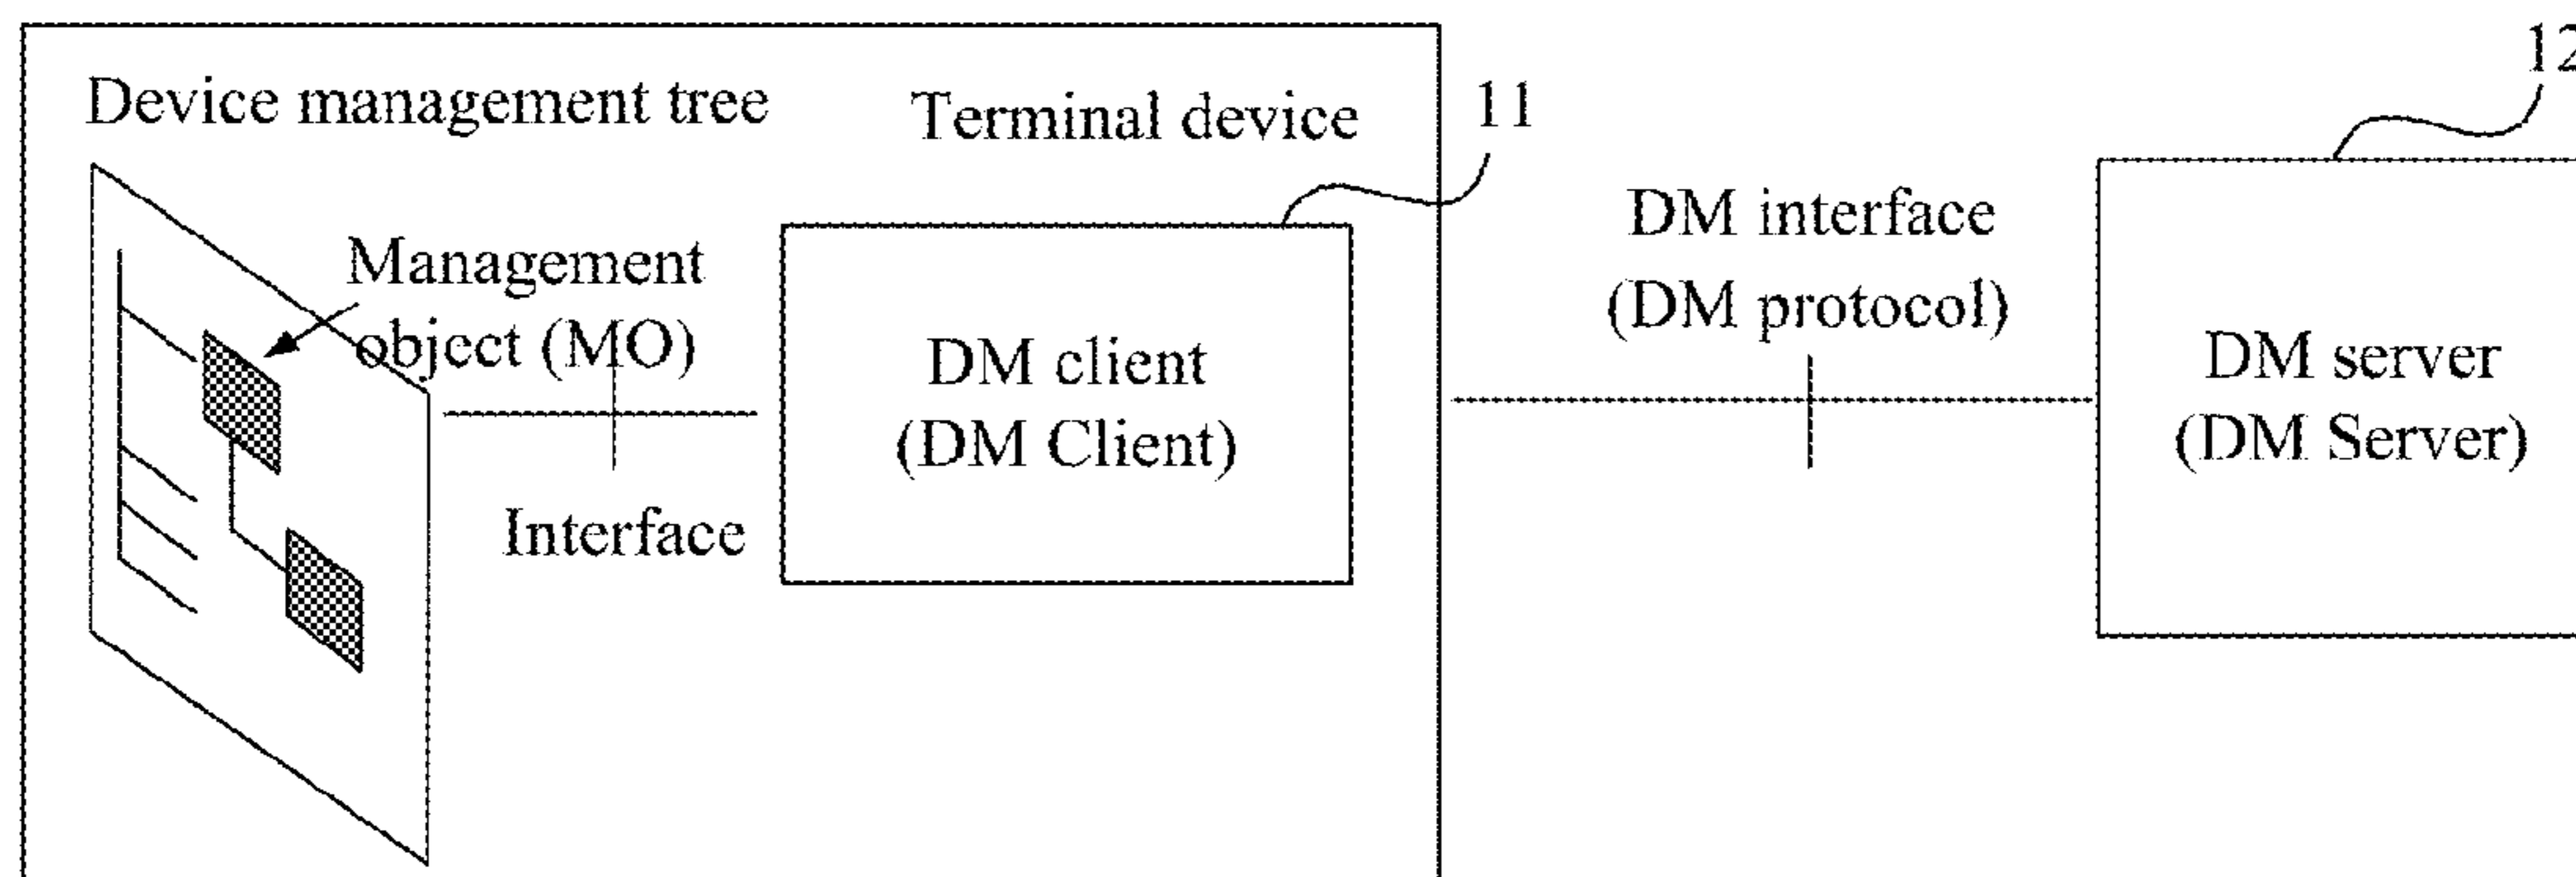 Device management tree
Terminal device
11
12
Management
object (MO)
Interface
DM client
(DM Client)
DM interface
(DM protocol)
DM server
(DM Server)